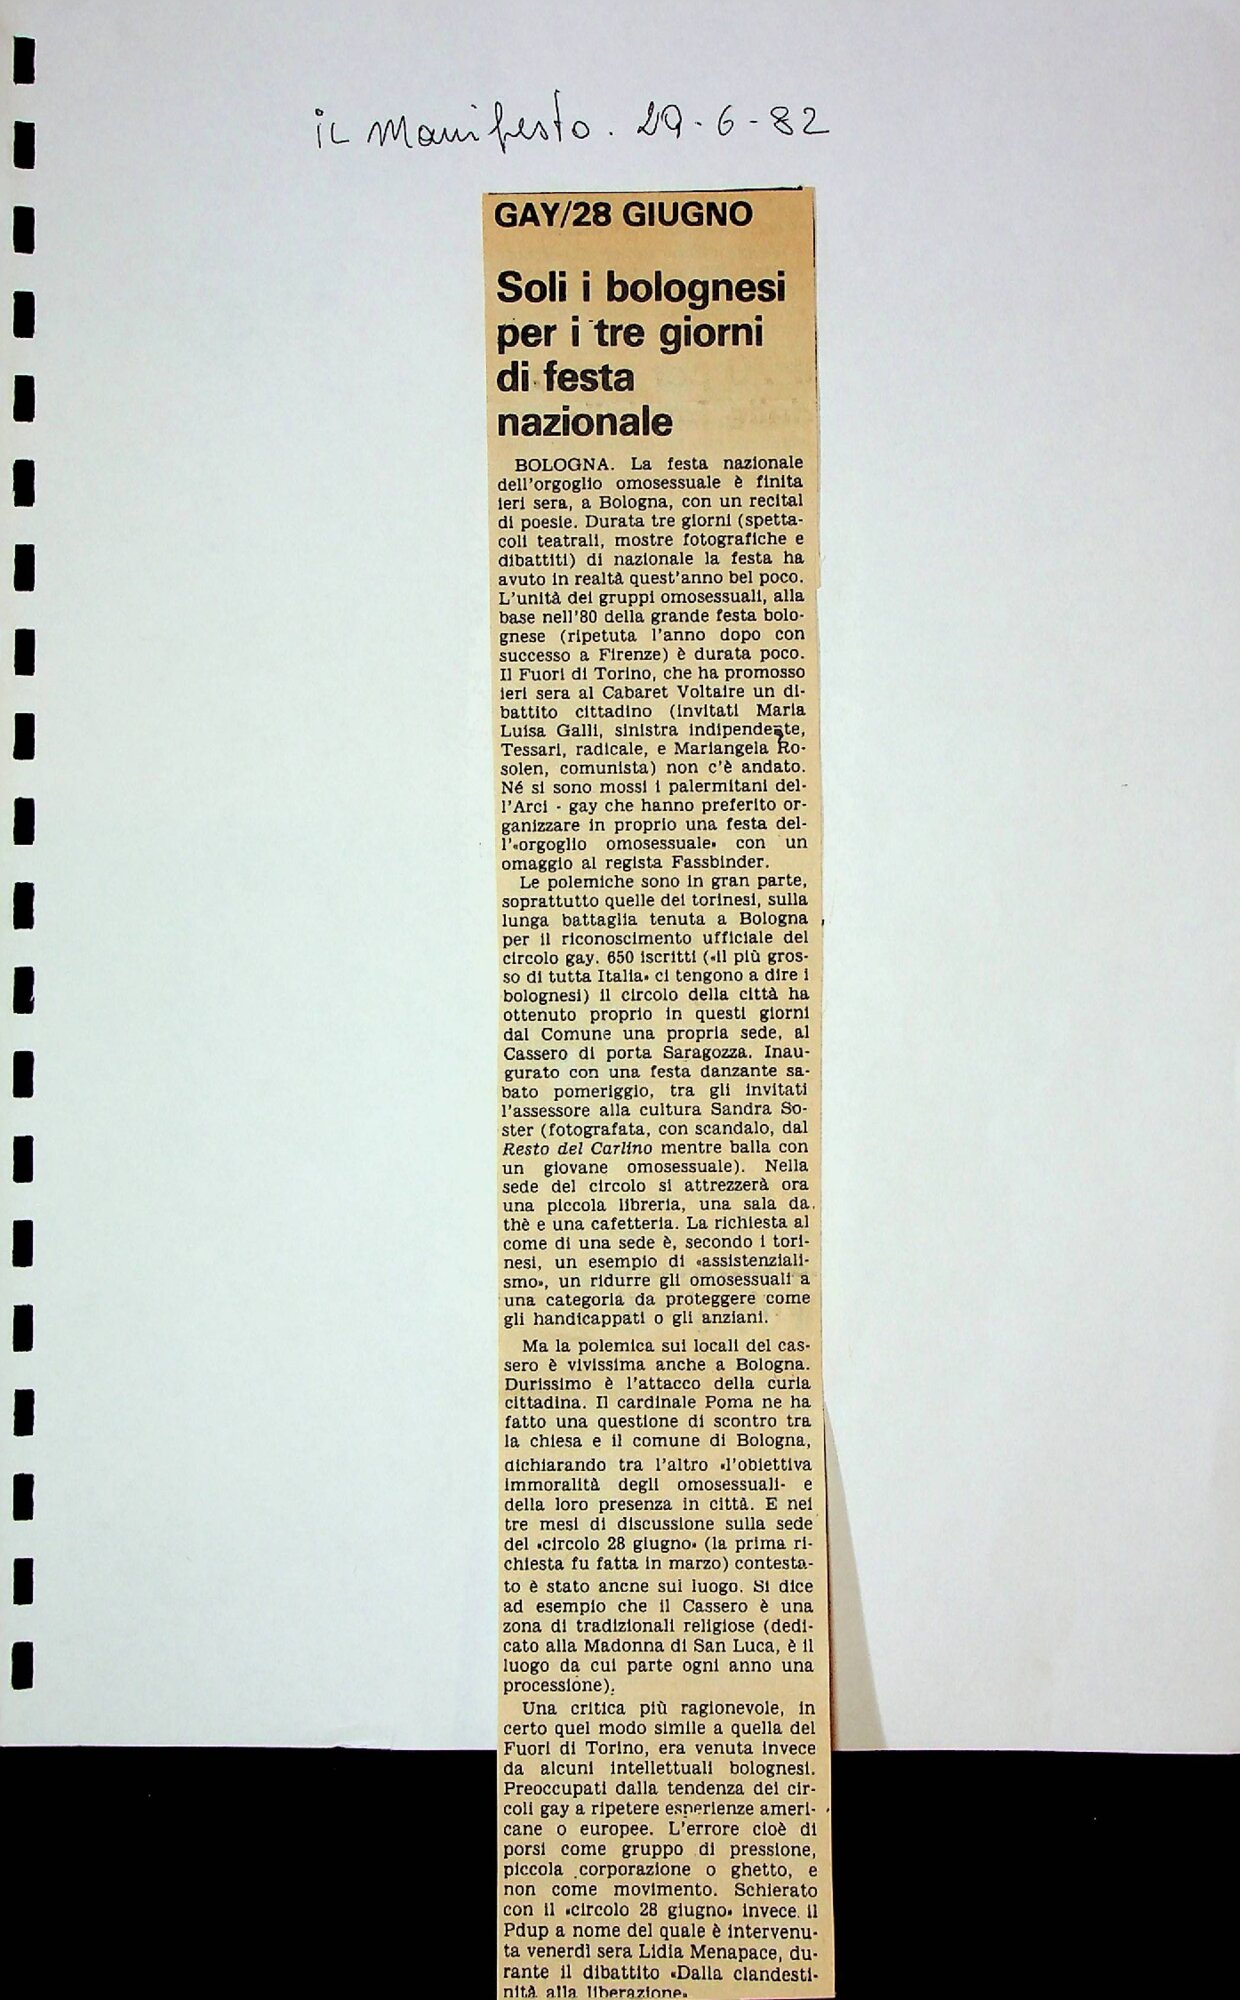 il Manifesto. 29-6-82
GAY/28 GIUGNO
Soli i bolognesi
per i tre giorni
di festa
nazionale
BOLOGNA. La festa nazionale
dell'orgoglio omosessuale è finita
ieri sera, a Bologna, con un recital
di poesie. Durata tre giorni (spetta-
coli teatrali, mostre fotografiche e
dibattiti) di nazionale la festa ha
avuto in realtà quest'anno bel poco.
L'unità dei gruppi omosessuali, alla
base nell'80 della grande festa bolo-
gnese (ripetuta l'anno dopo con
successo a Firenze) è durata poco.
Il Fuori di Torino, che ha promosso
ieri sera al Cabaret Voltaire un di-
battito cittadino (invitati Maria
Luisa Galli, sinistra indipendente,
Tessari, radicale, e Mariangela Ro-
solen, comunista) non c'è andato.
Né si sono mossi i palermitani del-
l'Arci - gay che hanno preferito or-
ganizzare in proprio una festa del-
l'«orgoglio omosessuale» con un
omaggio al regista Fassbinder.
Le polemiche sono in gran parte,
soprattutto quelle dei torinesi, sulla
lunga battaglia tenuta a Bologna
per il riconoscimento ufficiale del
circolo gay. 650 iscritti («il più gros-
so di tutta Italia» ci tengono a dire i
bolognesi) il circolo della città ha
ottenuto proprio in questi giorni
dal Comune una propria sede, al
Cassero di porta Saragozza. Inau-
gurato con una festa danzante sa-
bato pomeriggio, tra gli invitati
l'assessore alla cultura Sandra So-
ster (fotografata, con scandalo, dal
Resto del Carlino mentre balla con
un giovane omosessuale). Nella
sede del circolo si attrezzerà ora
una piccola libreria, una sala da
thè e una cafetteria. La richiesta al
come di una sede è, secondo i tori-
nesi, un esempio di «assistenziali-
smo», un ridurre gli omosessuali a
una categoria da proteggere come
gli handicappati o gli anziani.
Ma la polemica sui locali del cas-
sero è vivissima anche a Bologna.
Durissimo è l'attacco della curia
cittadina. Il cardinale Poma ne ha
fatto una questione di scontro tra
la chiesa e il comune di Bologna,
dichiarando tra l'altro «l'obiettiva
immoralità degli omosessuali» e
della loro presenza in città. E nei
tre mesi di discussione sulla sede
del «circolo 28 giugno» (la prima ri-
chiesta fu fatta in marzo) contesta-
to è stato anche sul luogo. Si dice
ad esempio che il Cassero è una
zona di tradizionali religiose (dedi-
cato alla Madonna di San Luca, è il
luogo da cui parte ogni anno una
processione).
Una critica più ragionevole, in
certo quel modo simile a quella del
Fuori di Torino, era venuta invece
da alcuni intellettuali bolognesi.
Preoccupati dalla tendenza dei cir-
coli gay a ripetere esperienze ameri-
cane o europee. L'errore cioè di
porsi come gruppo di pressione,
piccola corporazione o ghetto, e
non come movimento. Schierato
con il «circolo 28 giugno» invece il
Pdup a nome del quale è intervenu-
ta venerdì sera Lidia Menapace, du-
rante il dibattito «Dalla clandesti-
nità alla liberazione».